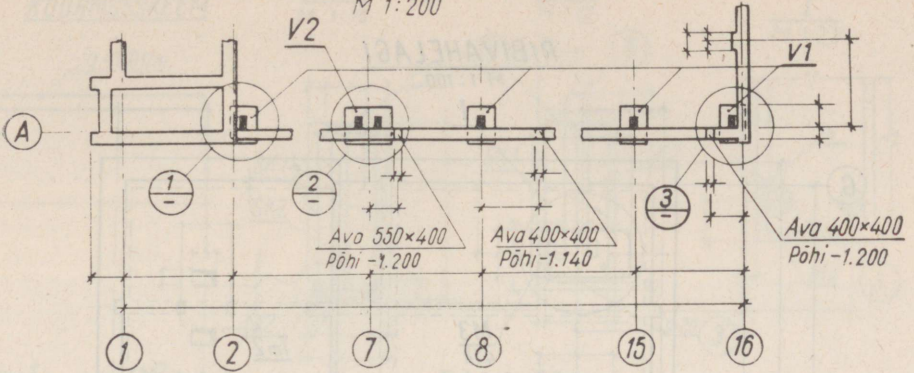 M 1:200
V2
V1
A
1
-
2
-
3
-
Ava 550×400
Põhi -1.200
Ava 400×400
Põhi -1.140
Ava 400×400
Põhi -1.200
1 2 7 8 15 16